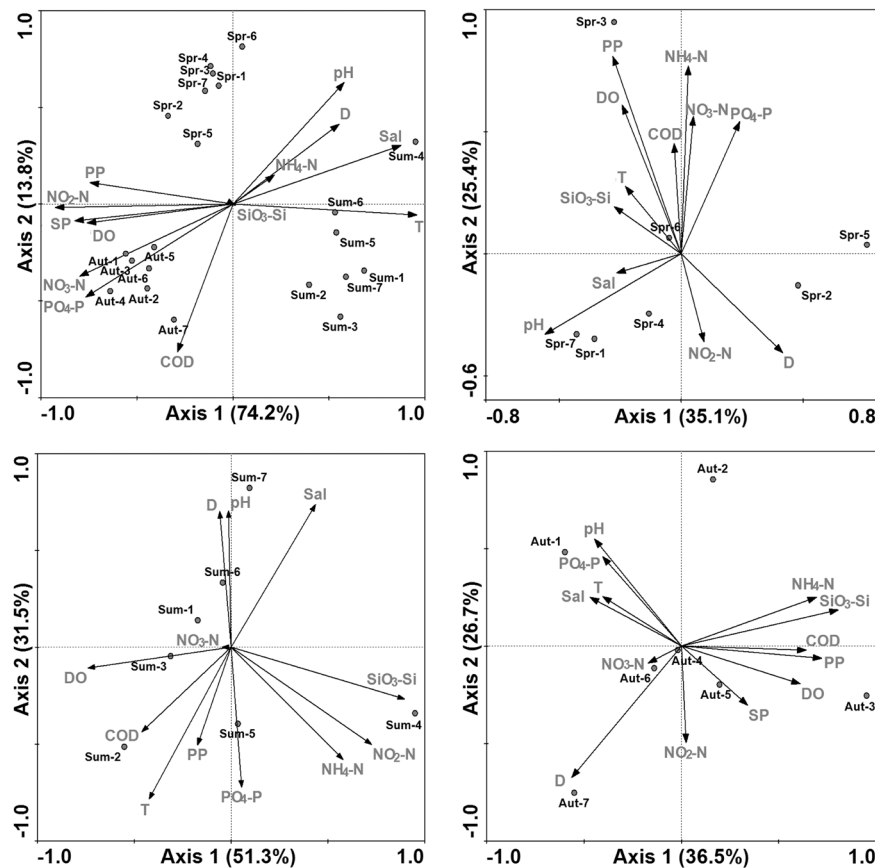 1.0
Spr-6
Spr-4
Spr-3
Spr-1
Spr-7
Spr-2
Spr-5
pH
D
Sal
Sum-4
NH₄-N
PP
NO₂-N
SP
DO
SiO₃-Si
Sum-6
T
Sum-5
Aut-1
Aut-5
Aut-3
Aut-6
NO₃-N
Aut-4
Aut-2
PO₄-P
Sum-1
Sum-7
Sum-2
Sum-3
Aut-7
COD
Axis 2 (13.8%)
-1.0
-1.0
Axis 1 (74.2%)
1.0
1.0
Spr-3
PP
NH₄-N
DO
NO₃-N
PO₄-P
COD
T
SiO₃-Si
Spr-6
Spr-5
Sal
Spr-2
pH
Spr-4
Spr-7
Spr-1
NO₂-N
D
Axis 2 (25.4%)
-0.6
-0.8
Axis 1 (35.1%)
0.8
1.0
Sum-7
D
pH
Sal
Sum-6
Sum-1
NO₃-N
Sum-3
DO
SiO₃-Si
Sum-4
COD
Sum-5
Sum-2
PP
NO₂-N
NH₄-N
T
PO₄-P
Axis 2 (31.5%)
-1.0
-1.0
Axis 1 (51.3%)
1.0
1.0
Aut-2
pH
Aut-1
PO₄-P
T
Sal
NH₄-N
SiO₃-Si
COD
NO₃-N
Aut-4
PP
Aut-6
Aut-5
DO
Aut-3
SP
NO₂-N
D
Aut-7
Axis 2 (26.7%)
-1.0
-1.0
Axis 1 (36.5%)
1.0